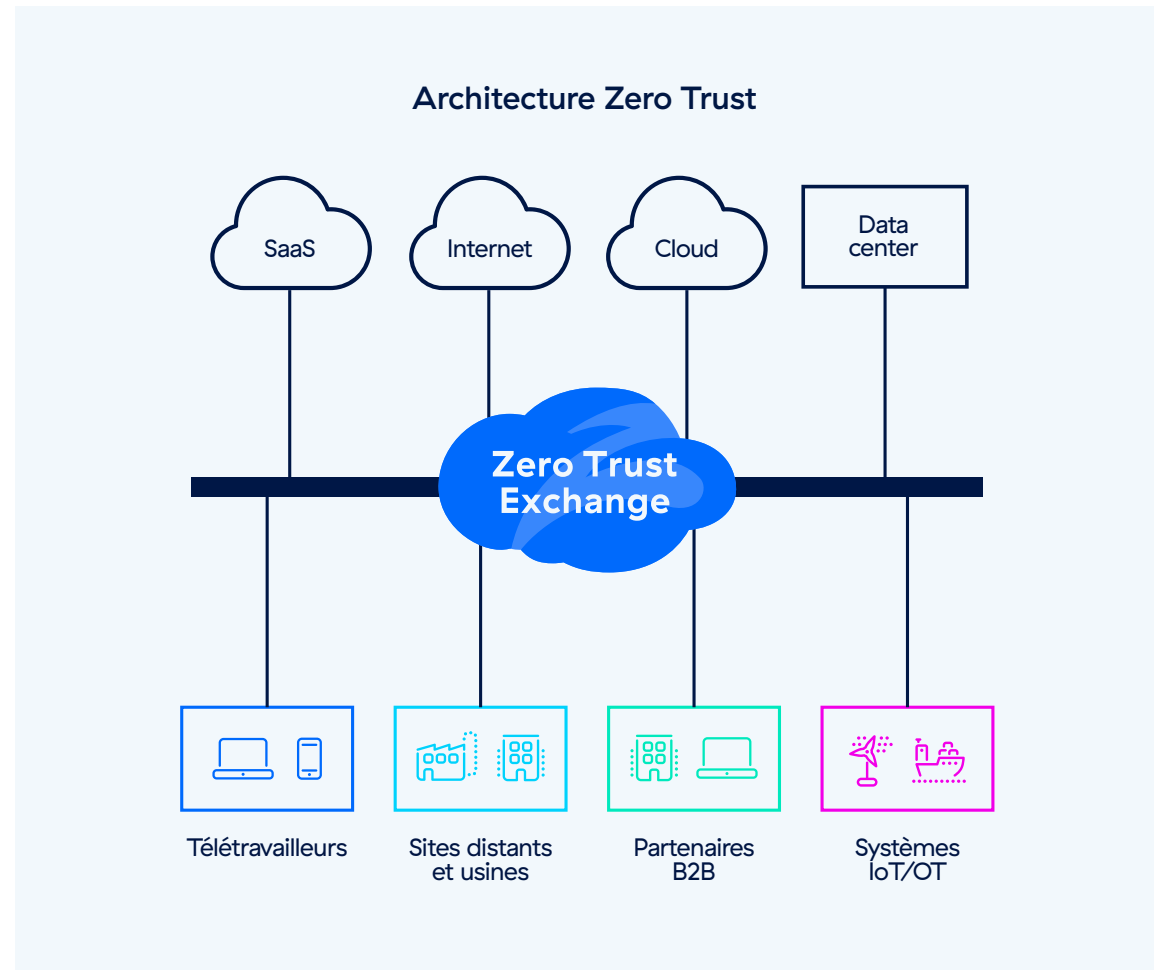 Architecture Zero Trust
SaaS
Internet
Cloud
Data
center
Zero Trust
Exchange
Télétravailleurs
Sites distants
et usines
Partenaires
B2B
Systèmes
IoT/OT